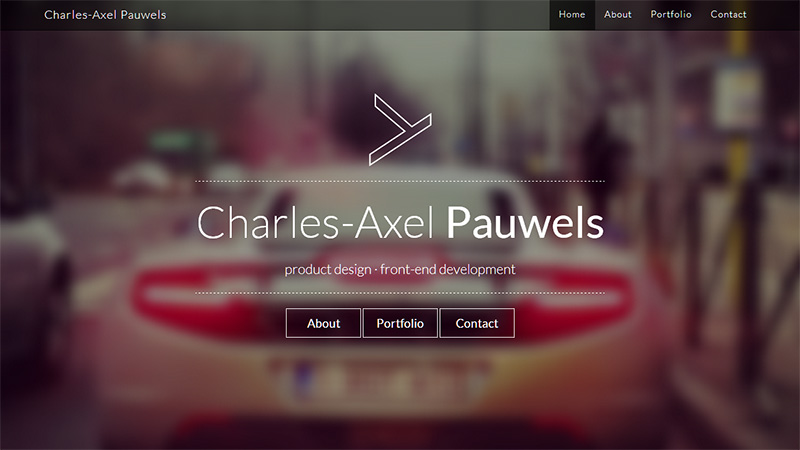 Charles-Axel Pauwels
Home About Portfolio Contact
Charles-Axel Pauwels
product design · front-end development
About Portfolio Contact